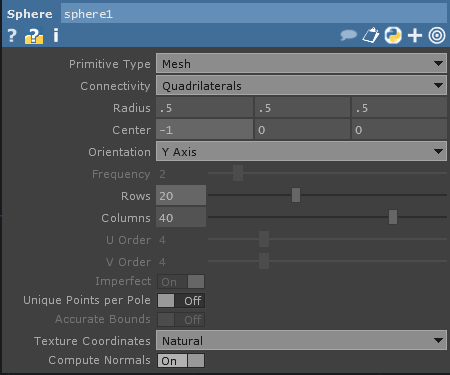 Sphere sphere1
? ? i
Primitive Type Mesh
Connectivity Quadrilaterals
Radius .5 .5 .5
Center -1 0 0
Orientation Y Axis
Frequency 2
Rows 20
Columns 40
U Order 4
V Order 4
Imperfect On
Unique Points per Pole Off
Accurate Bounds Off
Texture Coordinates Natural
Compute Normals On